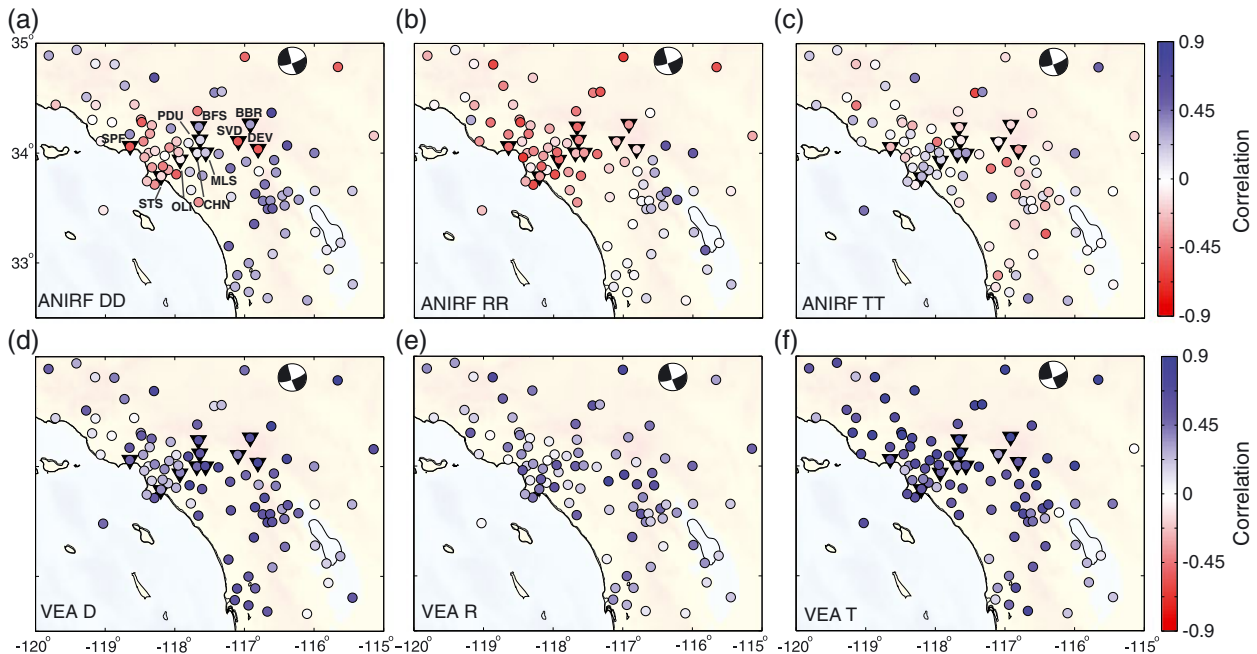 (a)
(b)
(c)
35°
34°
33°
PDU
BFS
BBR
SPF
SVD
DEV
MLS
STS
OLI
CHN
ANIRF DD
ANIRF RR
ANIRF TT
0.9
0.45
0
-0.45
-0.9
Correlation
(d)
(e)
(f)
VEA D
VEA R
VEA T
0.9
0.45
0
-0.45
-0.9
Correlation
-120 -119 -118 -117 -116 -115°
-120 -119 -118 -117 -116 -115°
-120 -119 -118 -117 -116 -115°